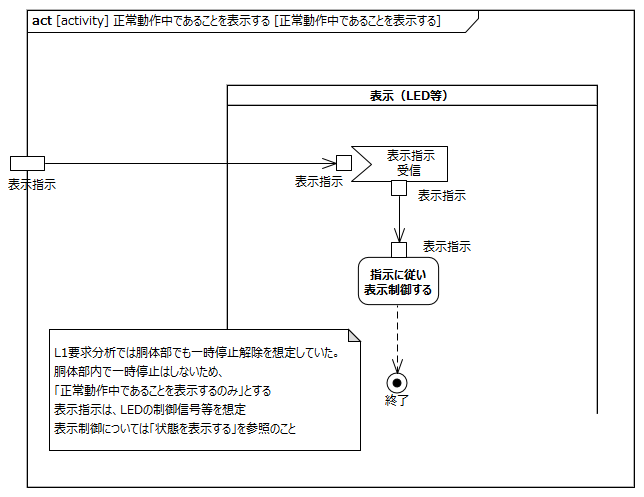 act [activity] 正常動作中であることを表示する [正常動作中であることを表示する]
表示（LED等）
表示指示
表示指示
表示指示
受信
表示指示
表示指示
指示に従い
表示制御する
終了
L1要求分析では胴体部でも一時停止解除を想定していた。
胴体部内で一時停止はしないため、
「正常動作中であることを表示するのみ」とする
表示指示は、LEDの制御信号等を想定
表示制御については「状態を表示する」を参照のこと